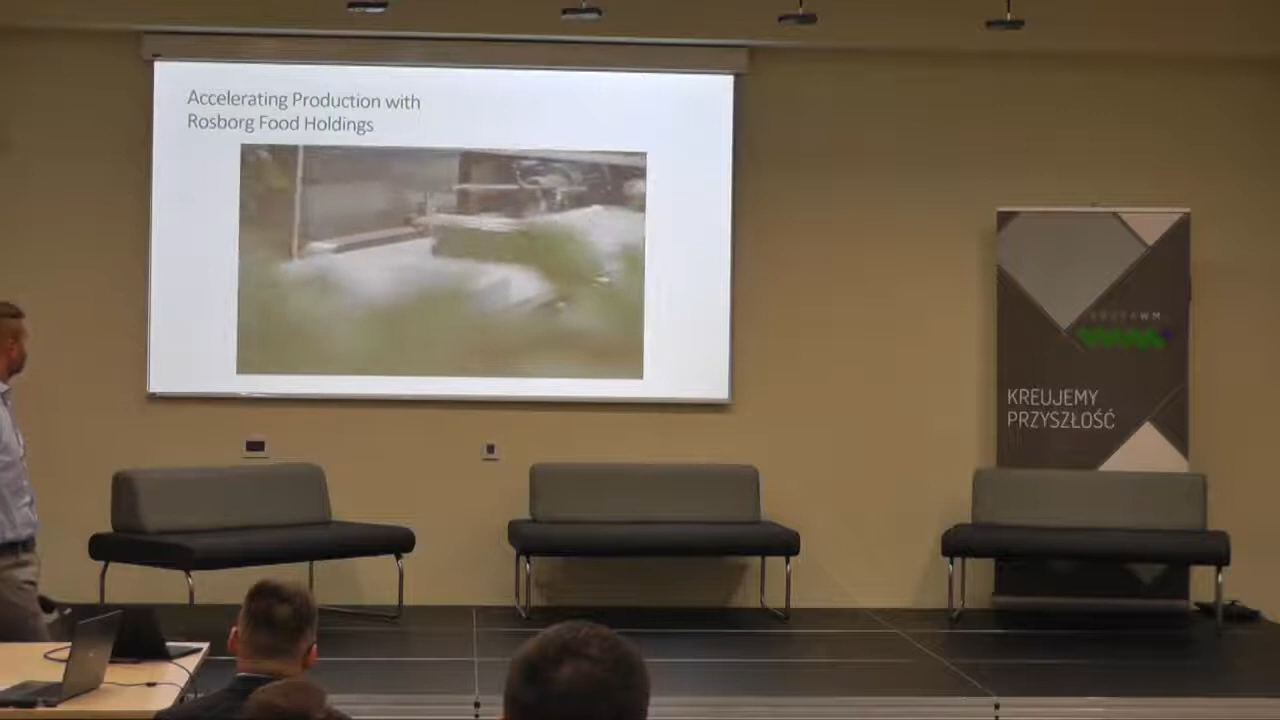 Accelerating Production with
Rosborg Food Holdings
KREUJEMY
PRZYSZŁOŚĆ